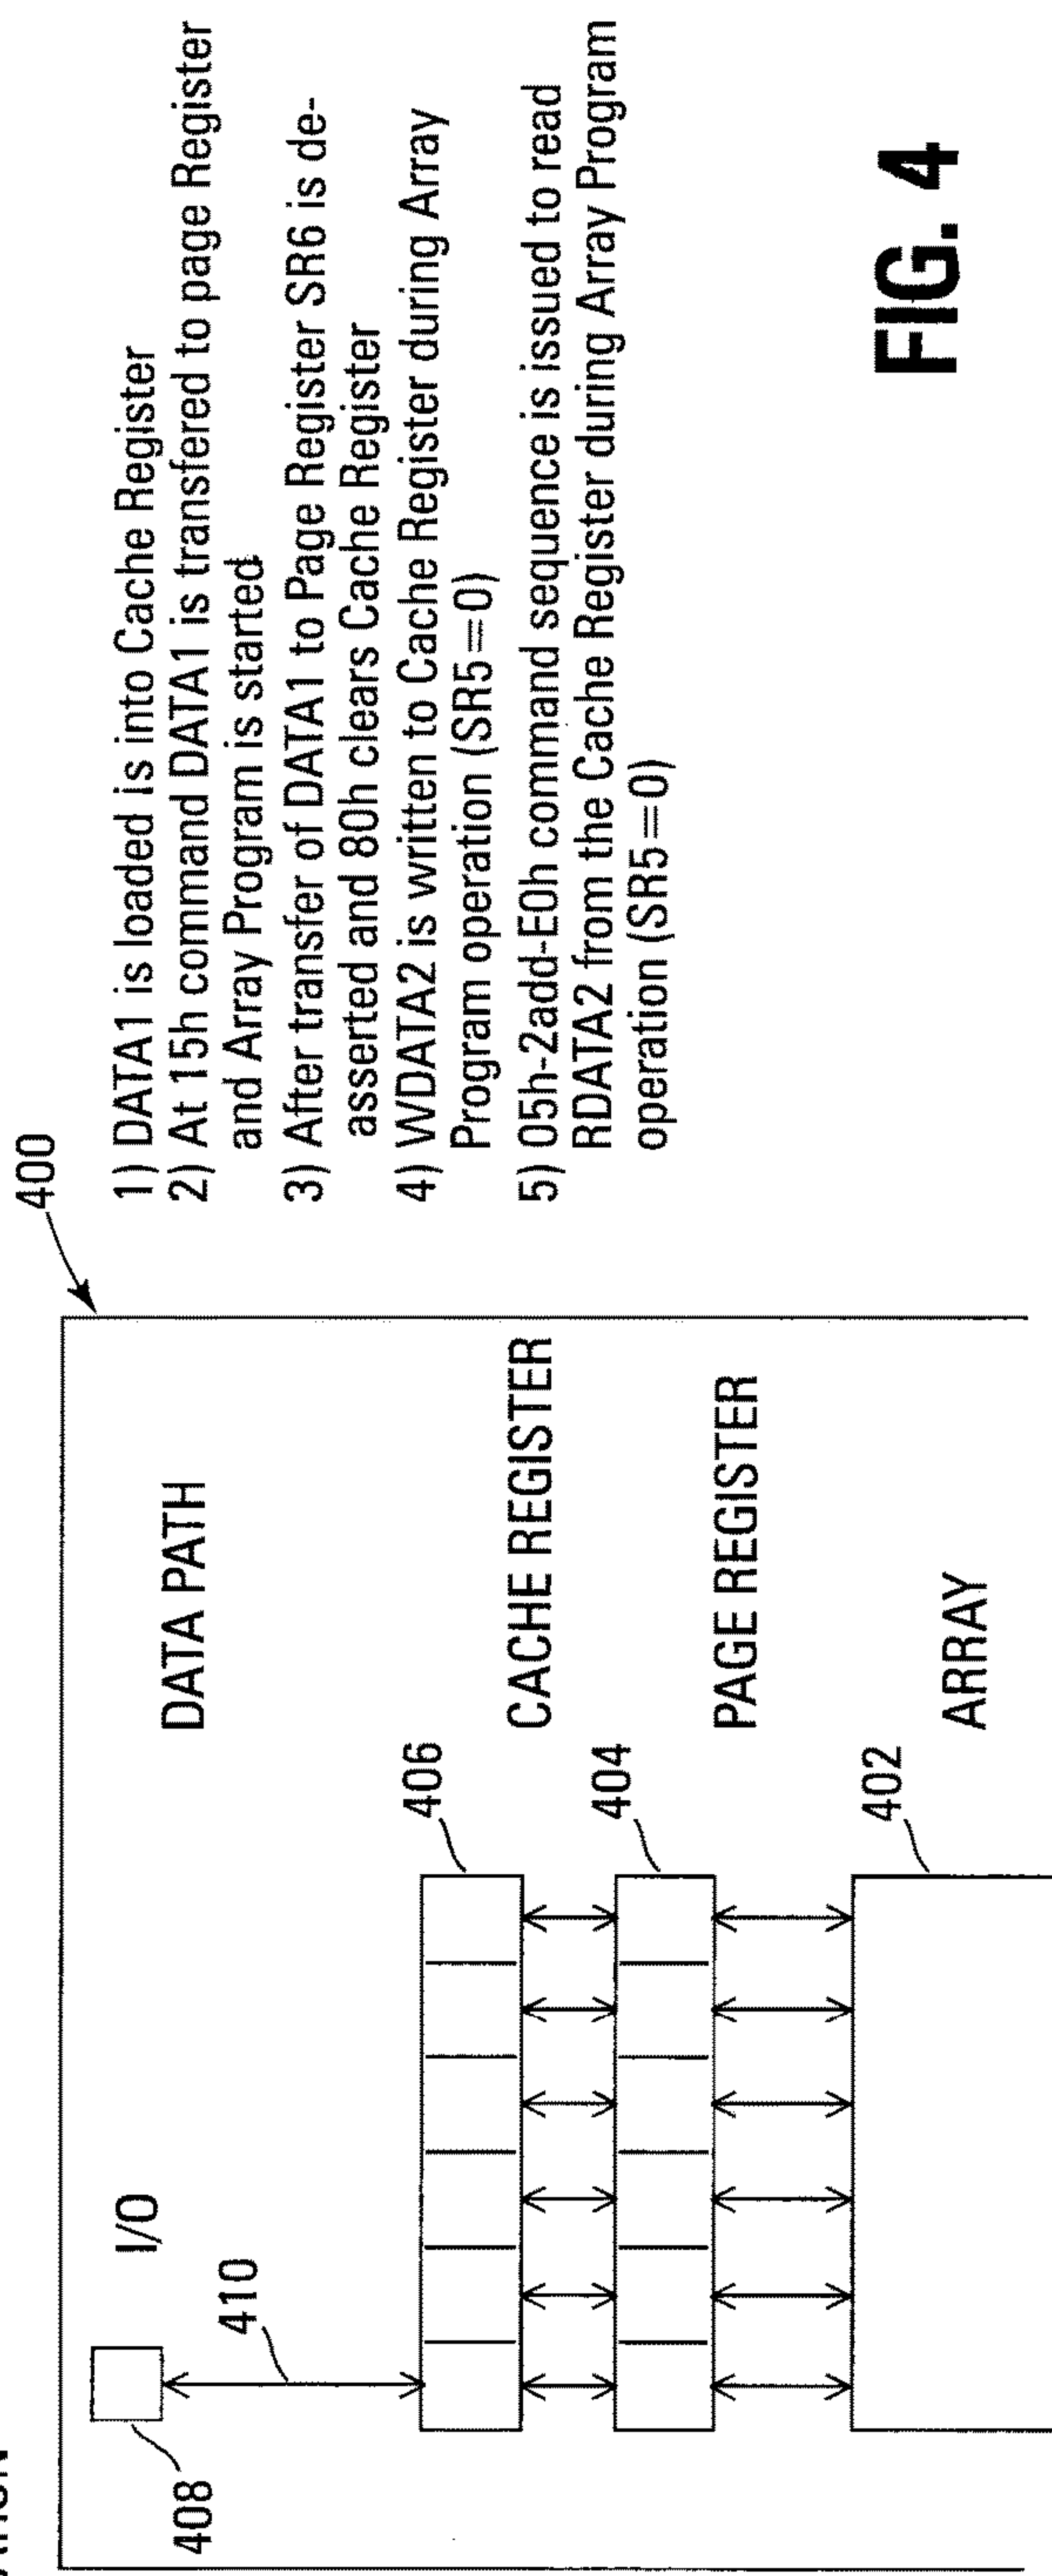 400
1) DATA1 is loaded is into Cache Register
2) At 15h command DATA1 is transfered to page Register
and Array Program is started
3) After transfer of DATA1 to Page Register SR6 is de-
asserted and 80h clears Cache Register
4) WDATA2 is written to Cache Register during Array
Program operation (SR5==0)
5) 05h-2add-E0h command sequence is issued to read
RDATA2 from the Cache Register during Array Program
operation (SR5==0)
I/O
408
410
DATA PATH
406
CACHE REGISTER
404
PAGE REGISTER
402
ARRAY
FIG. 4